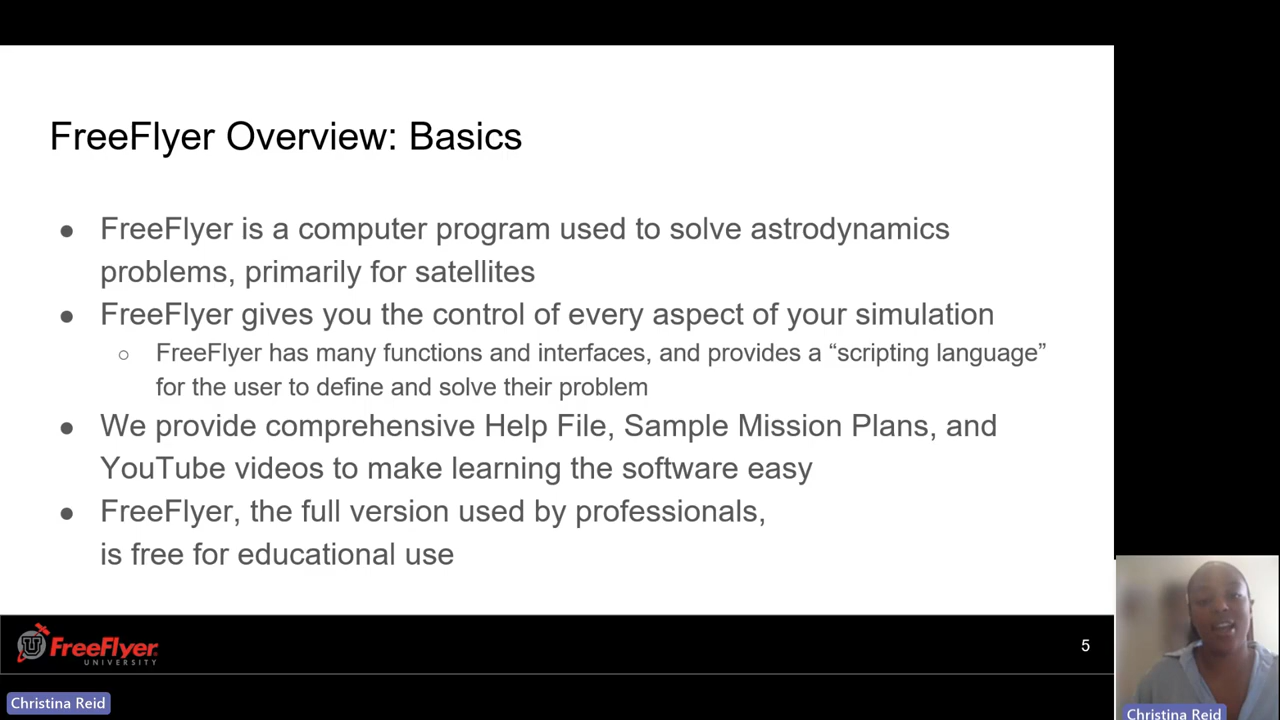 FreeFlyer Overview: Basics
● FreeFlyer is a computer program used to solve astrodynamics
problems, primarily for satellites
● FreeFlyer gives you the control of every aspect of your simulation
○ FreeFlyer has many functions and interfaces, and provides a “scripting language”
for the user to define and solve their problem
● We provide comprehensive Help File, Sample Mission Plans, and
YouTube videos to make learning the software easy
● FreeFlyer, the full version used by professionals,
is free for educational use
U FreeFlyer
UNIVERSITY
5
Christina Reid
Christina Reid